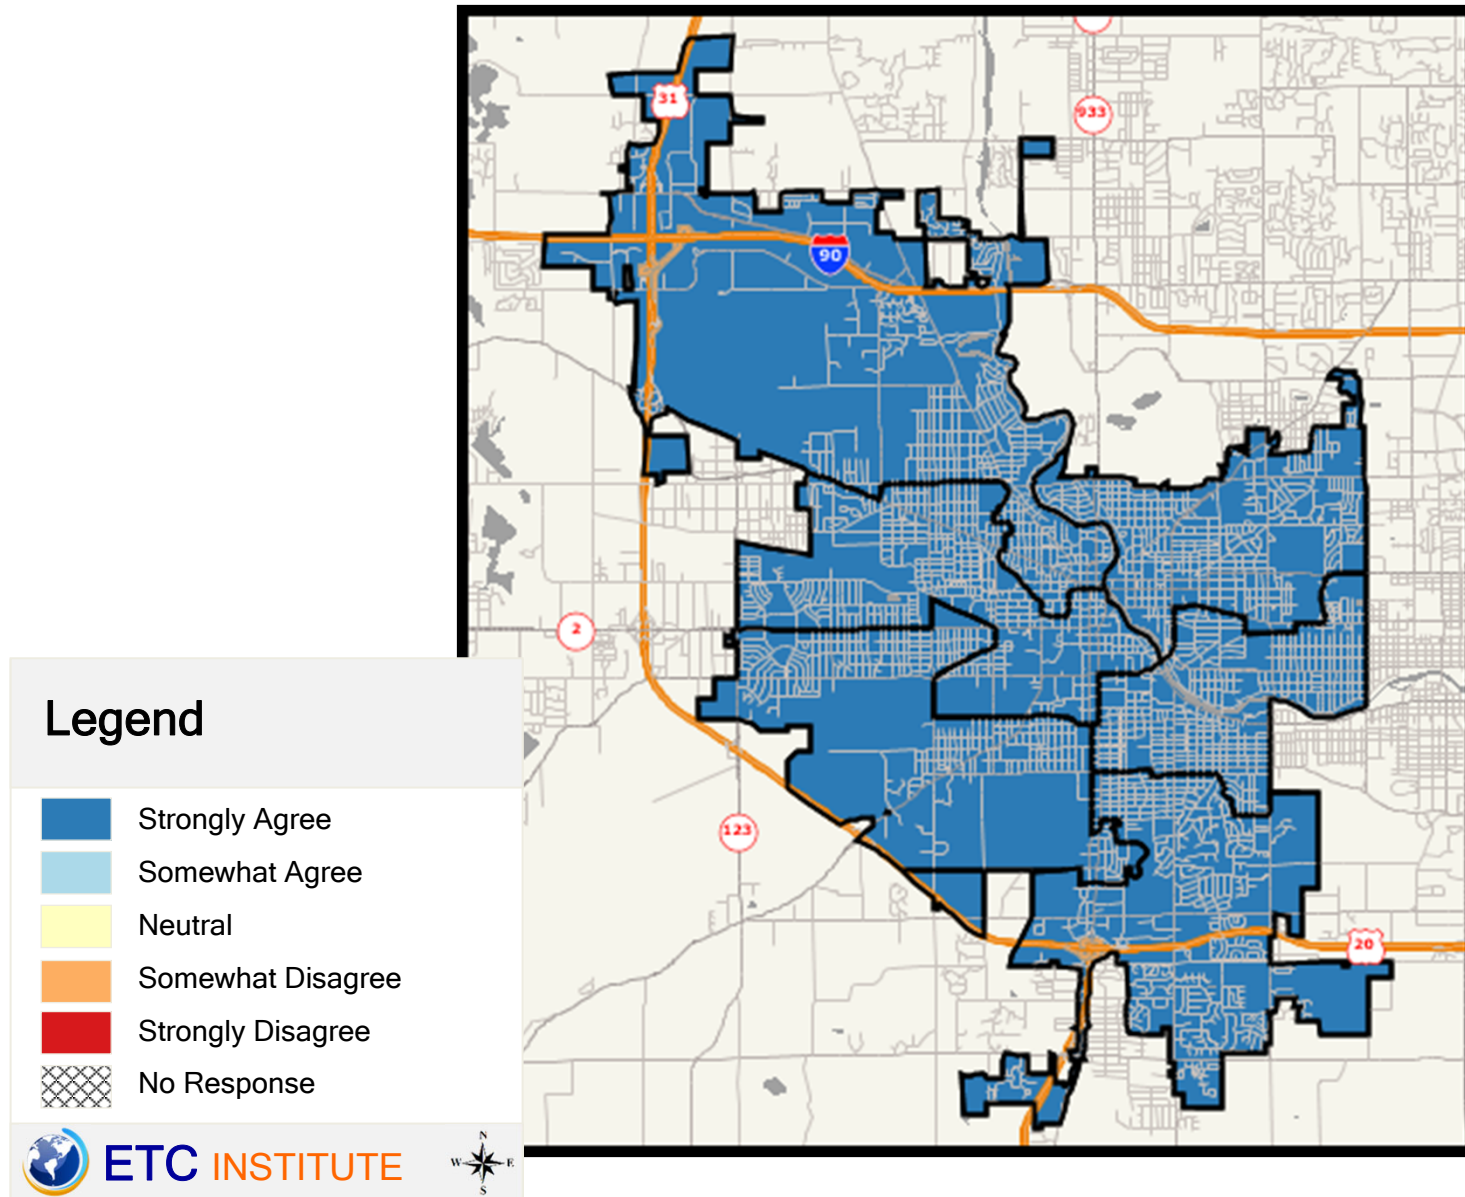 31
933
90
2
123
20
Legend
Strongly Agree
Somewhat Agree
Neutral
Somewhat Disagree
Strongly Disagree
No Response
ETC INSTITUTE
N
W E
S